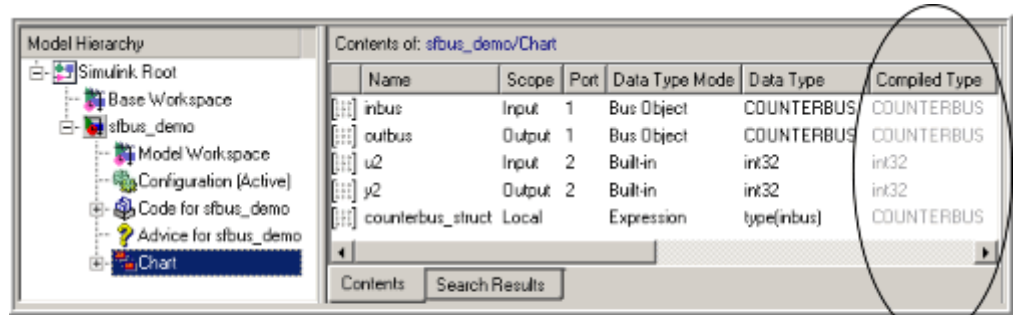 Model Hierarchy
Simulink Root
Base Workspace
sfbus_demo
Model Workspace
Configuration (Active)
Code for sfbus_demo
Advice for sfbus_demo
Chart
Contents of: sfbus_demo/Chart
Name Scope Port Data Type Mode Data Type Compiled Type
inbus Input 1 Bus Object COUNTERBUS COUNTERBUS
outbus Output 1 Bus Object COUNTERBUS COUNTERBUS
u2 Input 2 Built-in int32 int32
y2 Output 2 Built-in int32 int32
counterbus_struct Local Expression type(inbus) COUNTERBUS
Contents Search Results